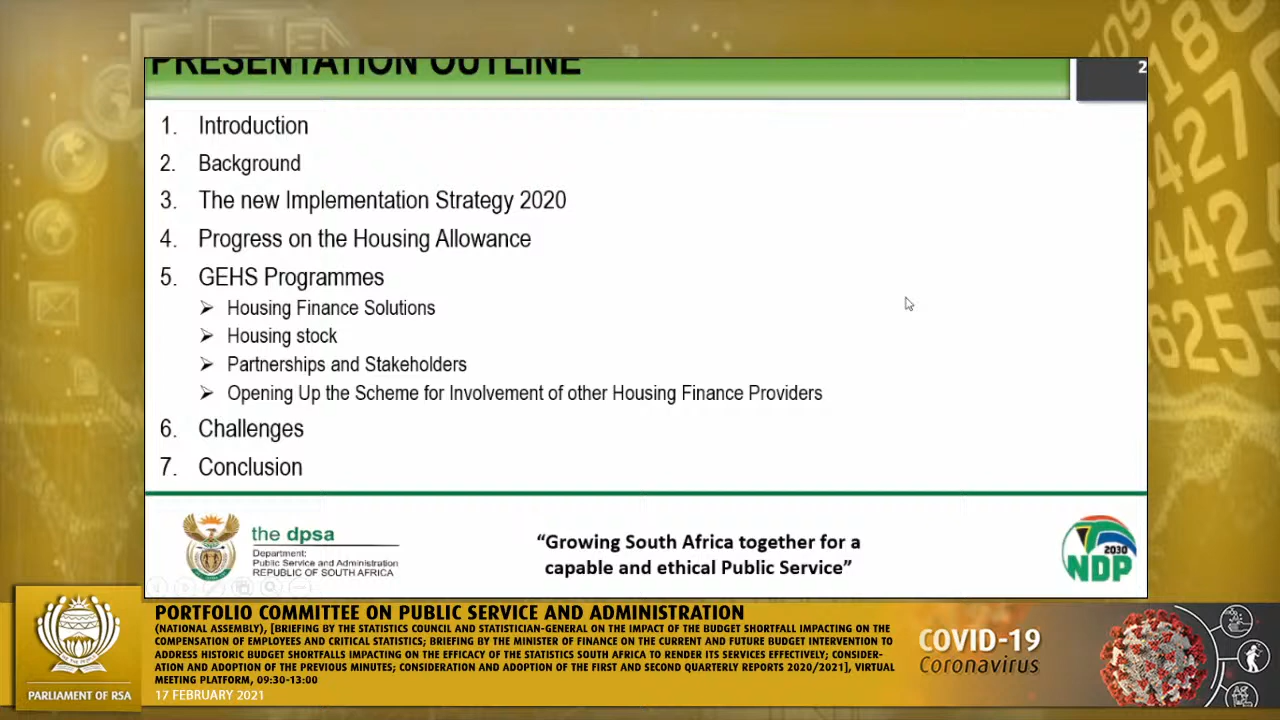 PRESENTATION OUTLINE
2
1. Introduction
2. Background
3. The new Implementation Strategy 2020
4. Progress on the Housing Allowance
5. GEHS Programmes
➢ Housing Finance Solutions
➢ Housing stock
➢ Partnerships and Stakeholders
➢ Opening Up the Scheme for Involvement of other Housing Finance Providers
6. Challenges
7. Conclusion
the dpsa
Department:
Public Service and Administration
REPUBLIC OF SOUTH AFRICA
“Growing South Africa together for a
capable and ethical Public Service”
2030
NDP
PORTFOLIO COMMITTEE ON PUBLIC SERVICE AND ADMINISTRATION
(NATIONAL ASSEMBLY), [BRIEFING BY THE STATISTICS COUNCIL AND STATISTICIAN-GENERAL ON THE IMPACT OF THE BUDGET SHORTFALL IMPACTING ON THE
COMPENSATION OF EMPLOYEES AND CRITICAL STATISTICS; BRIEFING BY THE MINISTER OF FINANCE ON THE CURRENT AND FUTURE BUDGET INTERVENTION TO
ADDRESS HISTORIC BUDGET SHORTFALLS IMPACTING ON THE EFFICACY OF THE STATISTICS SOUTH AFRICA TO RENDER ITS SERVICES EFFECTIVELY; CONSIDER-
ATION AND ADOPTION OF THE PREVIOUS MINUTES; CONSIDERATION AND ADOPTION OF THE FIRST AND SECOND QUARTERLY REPORTS 2020/2021], VIRTUAL
MEETING PLATFORM, 09:30-13:00
17 FEBRUARY 2021
PARLIAMENT OF RSA
COVID-19
Coronavirus